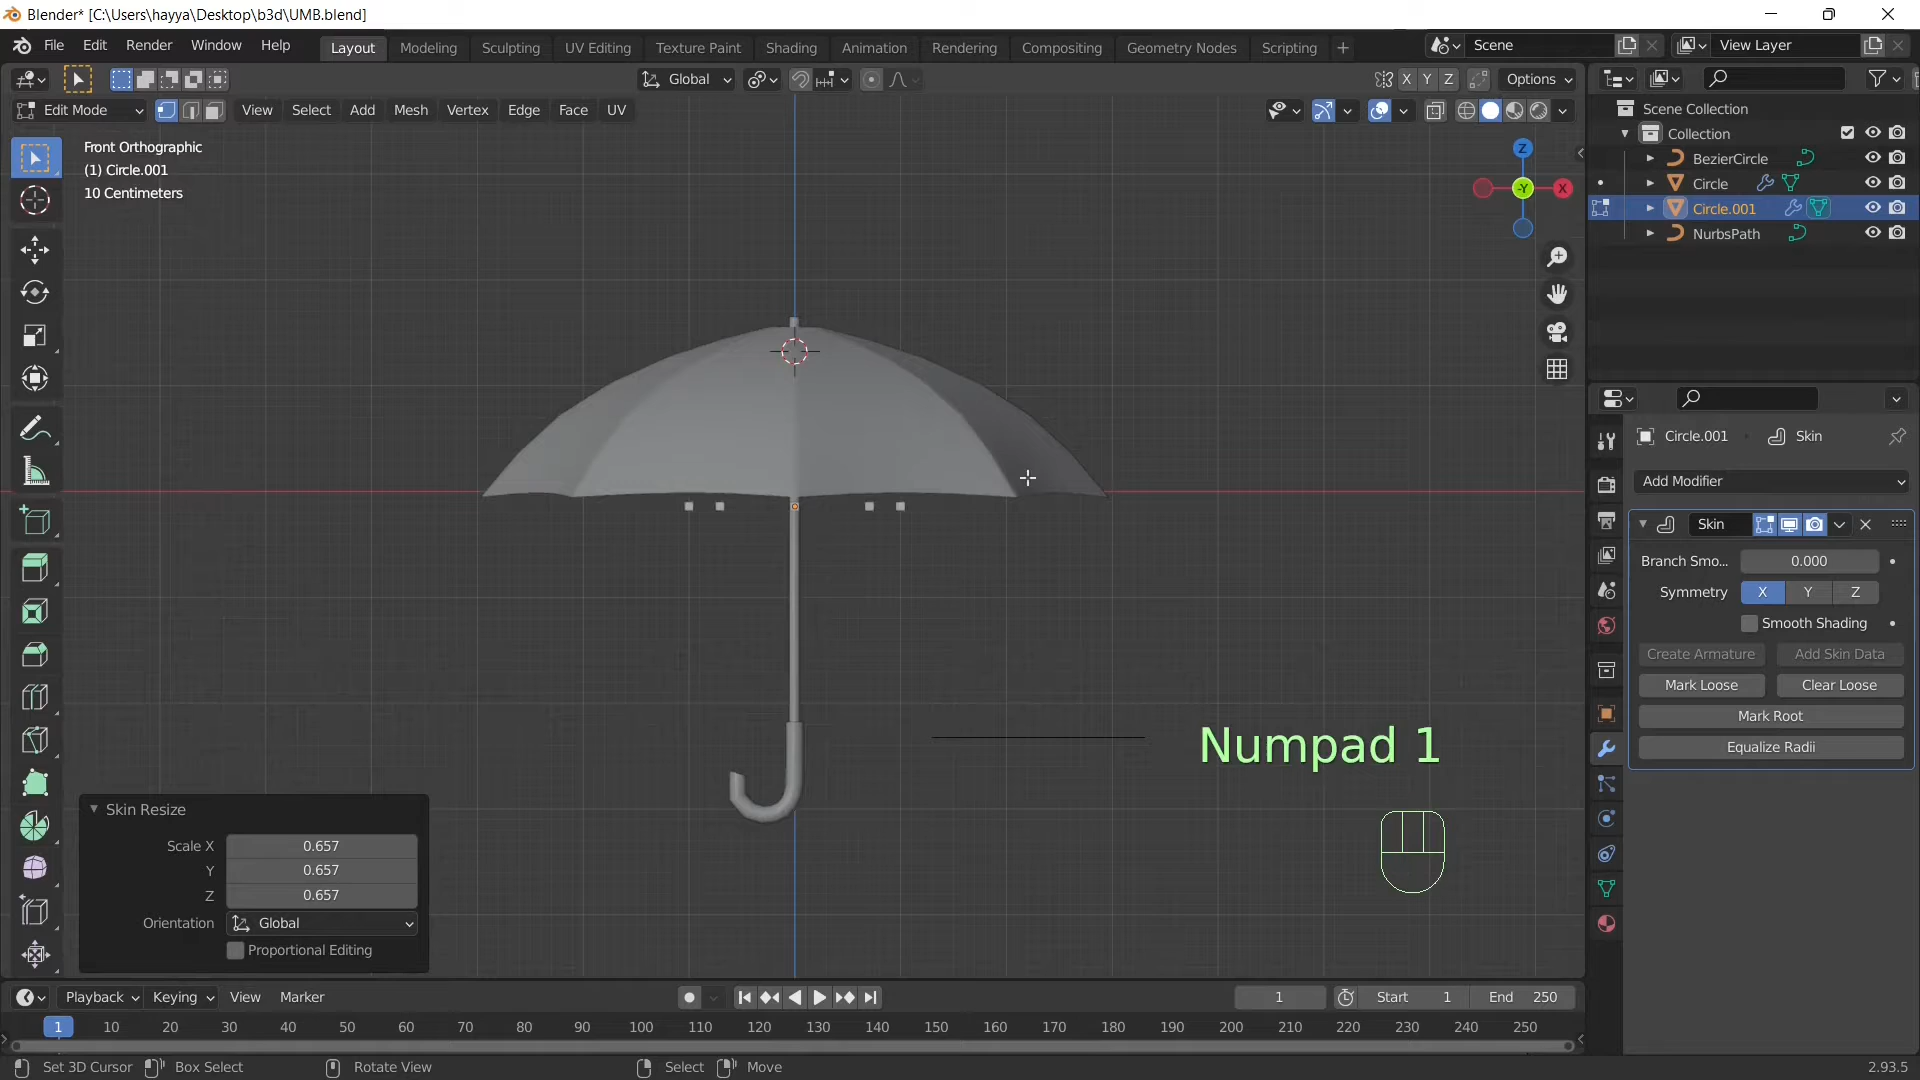 Blender* [C:\Users\hayya\Desktop\b3d\UMB.blend]
File Edit Render Window Help Layout Modeling Sculpting UV Editing Texture Paint Shading Animation Rendering Compositing Geometry Nodes Scripting + Scene View Layer
Global X Y Z Options
Edit Mode View Select Add Mesh Vertex Edge Face UV
Scene Collection
Collection
BezierCircle
Circle
Circle.001
NurbsPath
Front Orthographic
(1) Circle.001
10 Centimeters
Z
-Y
X
Circle.001 Skin
Add Modifier
Skin
Branch Smo... 0.000
Symmetry X Y Z
Smooth Shading
Create Armature Add Skin Data
Mark Loose Clear Loose
Mark Root
Equalize Radii
Numpad 1
Skin Resize
Scale X 0.657
Y 0.657
Z 0.657
Orientation Global
Proportional Editing
Playback Keying View Marker 1 Start 1 End 250
1 10 20 30 40 50 60 70 80 90 100 110 120 130 140 150 160 170 180 190 200 210 220 230 240 250
Set 3D Cursor Box Select Rotate View Select Move 2.93.5